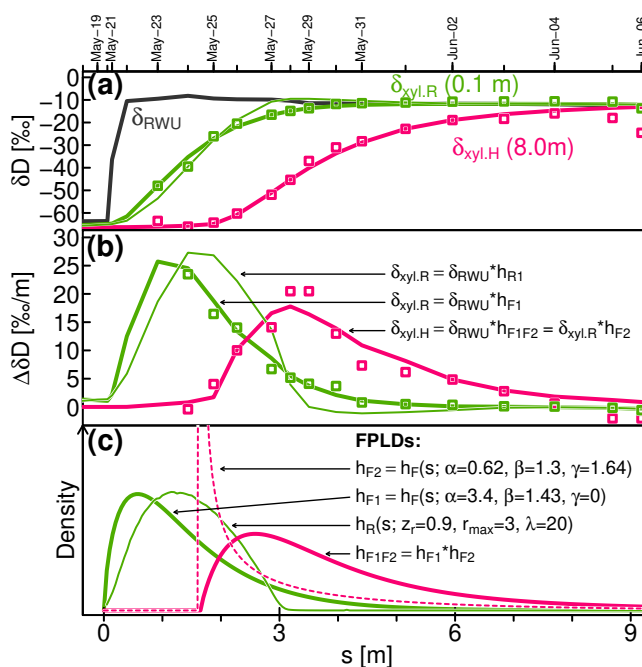 May-19
May-21
May-23
May-25
May-27
May-29
May-31
Jun-02
Jun-04
Jun-06
(a)
δD [‰]
0
−10
−20
−30
−40
−50
−60
δRWU
δxyl.R (0.1 m)
δxyl.H (8.0m)
(b)
ΔδD [‰/m]
30
25
20
15
10
5
0
δxyl.R = δRWU*hR1
δxyl.R = δRWU*hF1
δxyl.H = δRWU*hF1F2 = δxyl.R*hF2
(c)
Density
FPLDs:
hF2 = hF(s; α=0.62, β=1.3, γ=1.64)
hF1 = hF(s; α=3.4, β=1.43, γ=0)
hR(s; zr=0.9, rmax=3, λ=20)
hF1F2 = hF1*hF2
0 3 6 9
s [m]